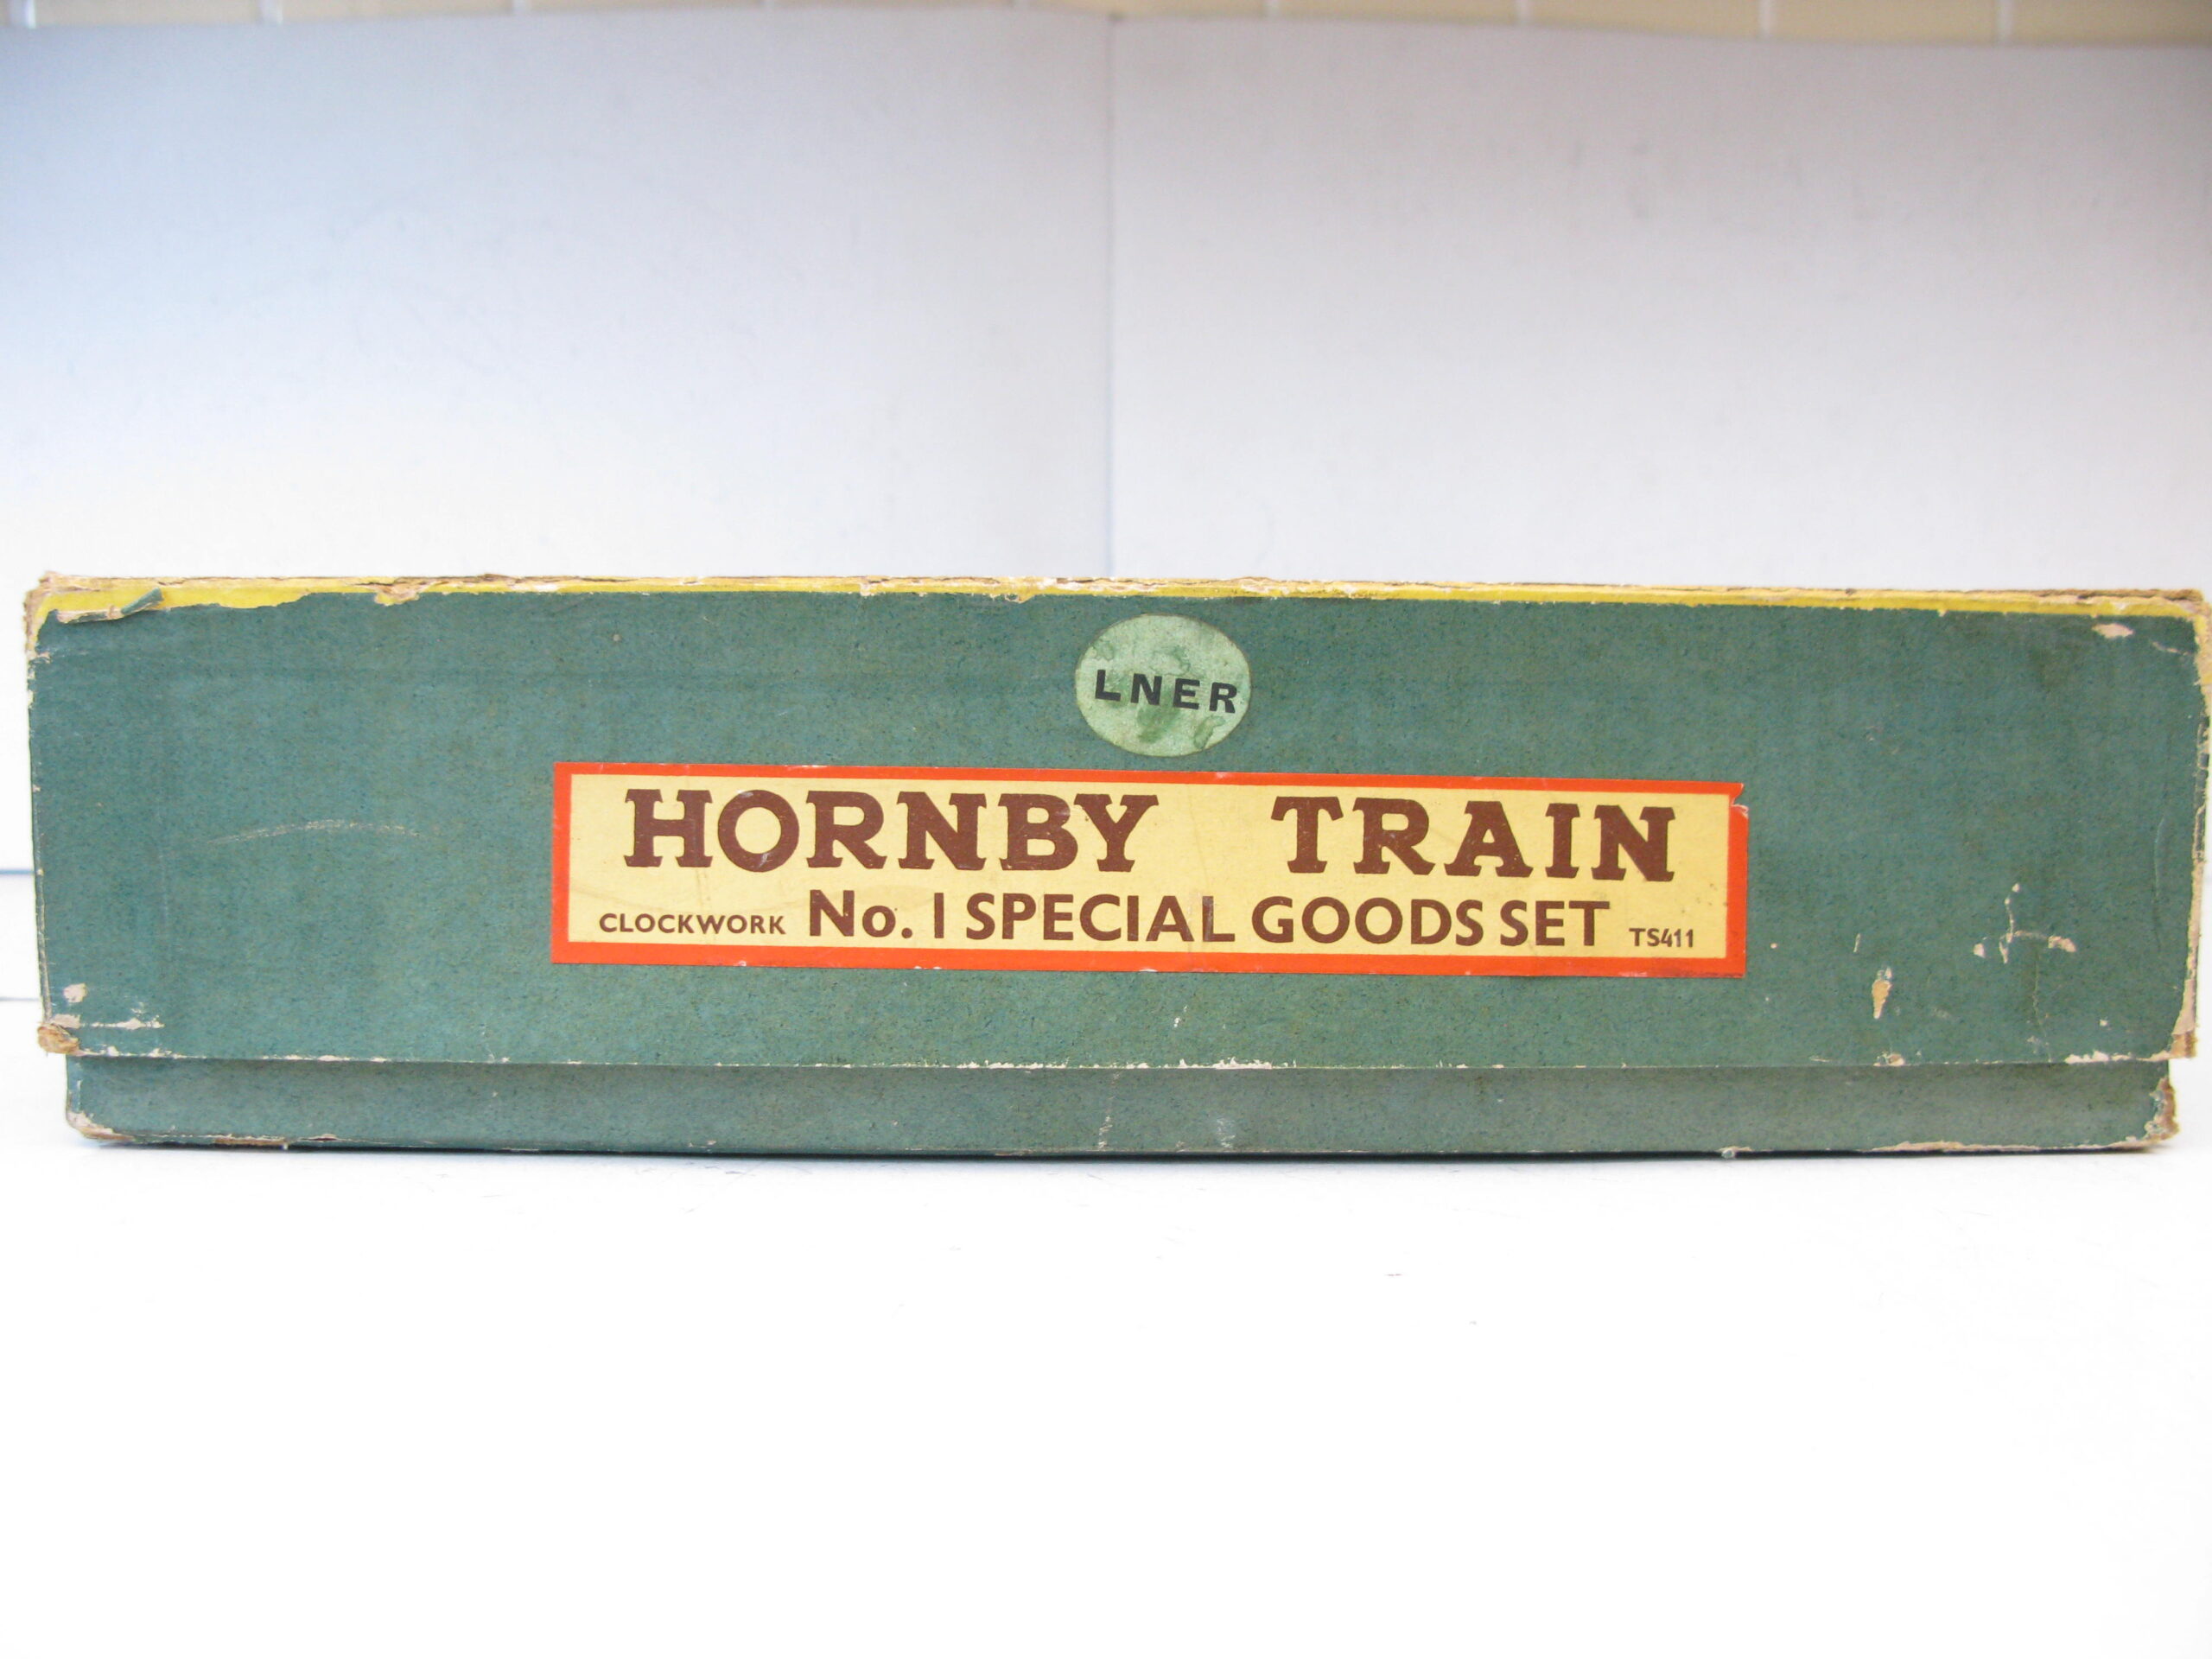 LNER
HORNBY TRAIN
CLOCKWORK No. 1 SPECIAL GOODS SET TS411